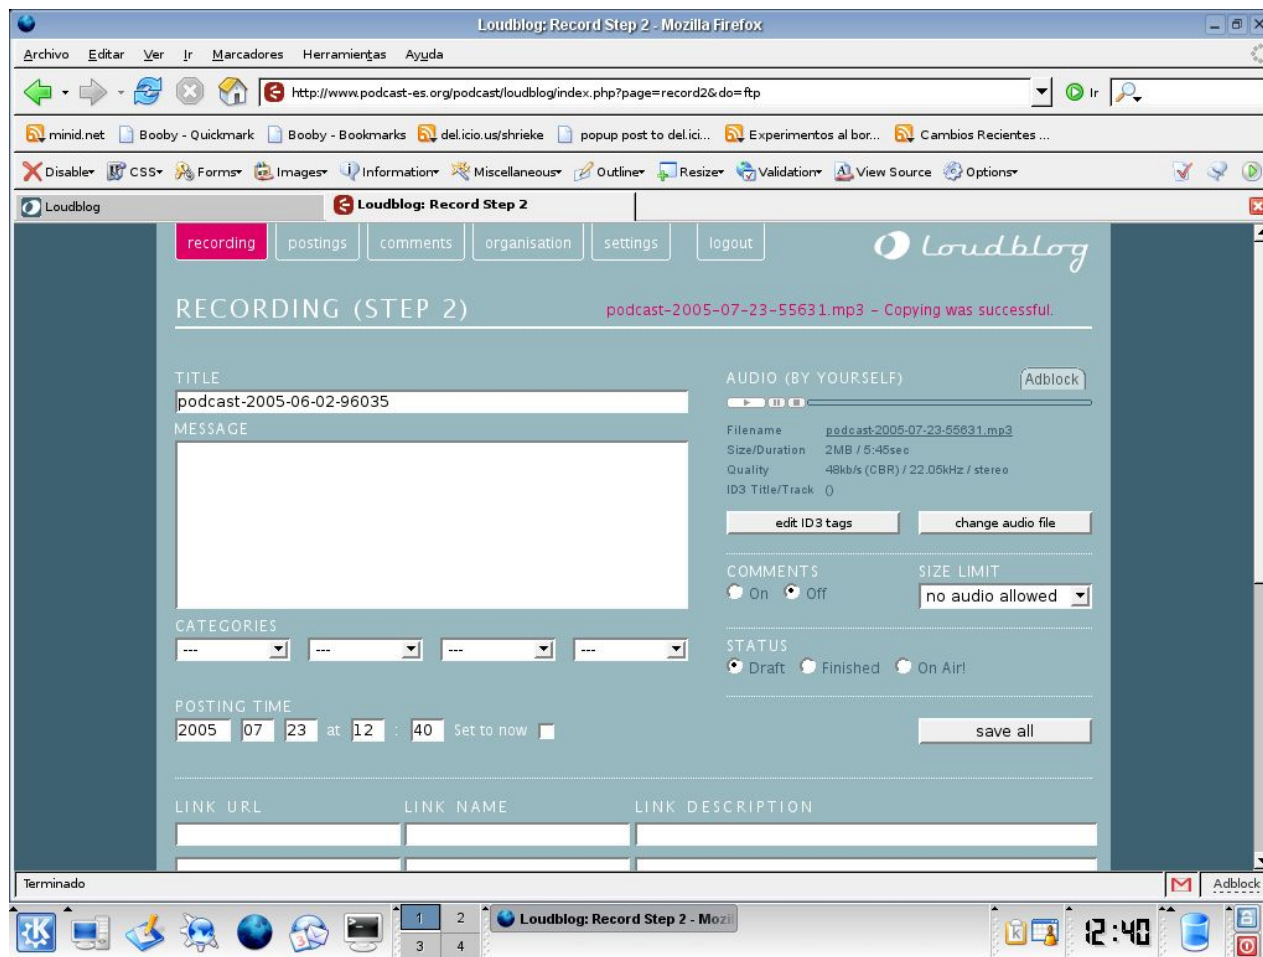 Loudblog: Record Step 2 - Mozilla Firefox
Archivo Editar Ver Ir Marcadores Herramientas Ayuda
http://www.podcast-es.org/podcast/loudblog/index.php?page=record2&do=ftp Ir
minid.net Booby - Quickmark Booby - Bookmarks del.icio.us/shrieke popup post to del.ici... Experimentos al bor... Cambios Recientes ...
Disable CSS Forms Images Information Miscellaneous Outline Resize Validation View Source Options
Loudblog Loudblog: Record Step 2
recording postings comments organisation settings logout Loudblog
RECORDING (STEP 2) podcast-2005-07-23-55631.mp3 – Copying was successful.
TITLE
podcast-2005-06-02-96035
MESSAGE
AUDIO (BY YOURSELF) Adblock
Filename podcast-2005-07-23-55631.mp3
Size/Duration 2MB / 5:45sec
Quality 48kb/s (CBR) / 22.05kHz / stereo
ID3 Title/Track ()
edit ID3 tags change audio file
COMMENTS SIZE LIMIT
On Off no audio allowed
CATEGORIES
--- --- --- ---
STATUS
Draft Finished On Air!
POSTING TIME
2005 07 23 at 12 : 40 Set to now
save all
LINK URL LINK NAME LINK DESCRIPTION
Terminado Adblock
1 2 Loudblog: Record Step 2 - Mozil
3 4
12:40